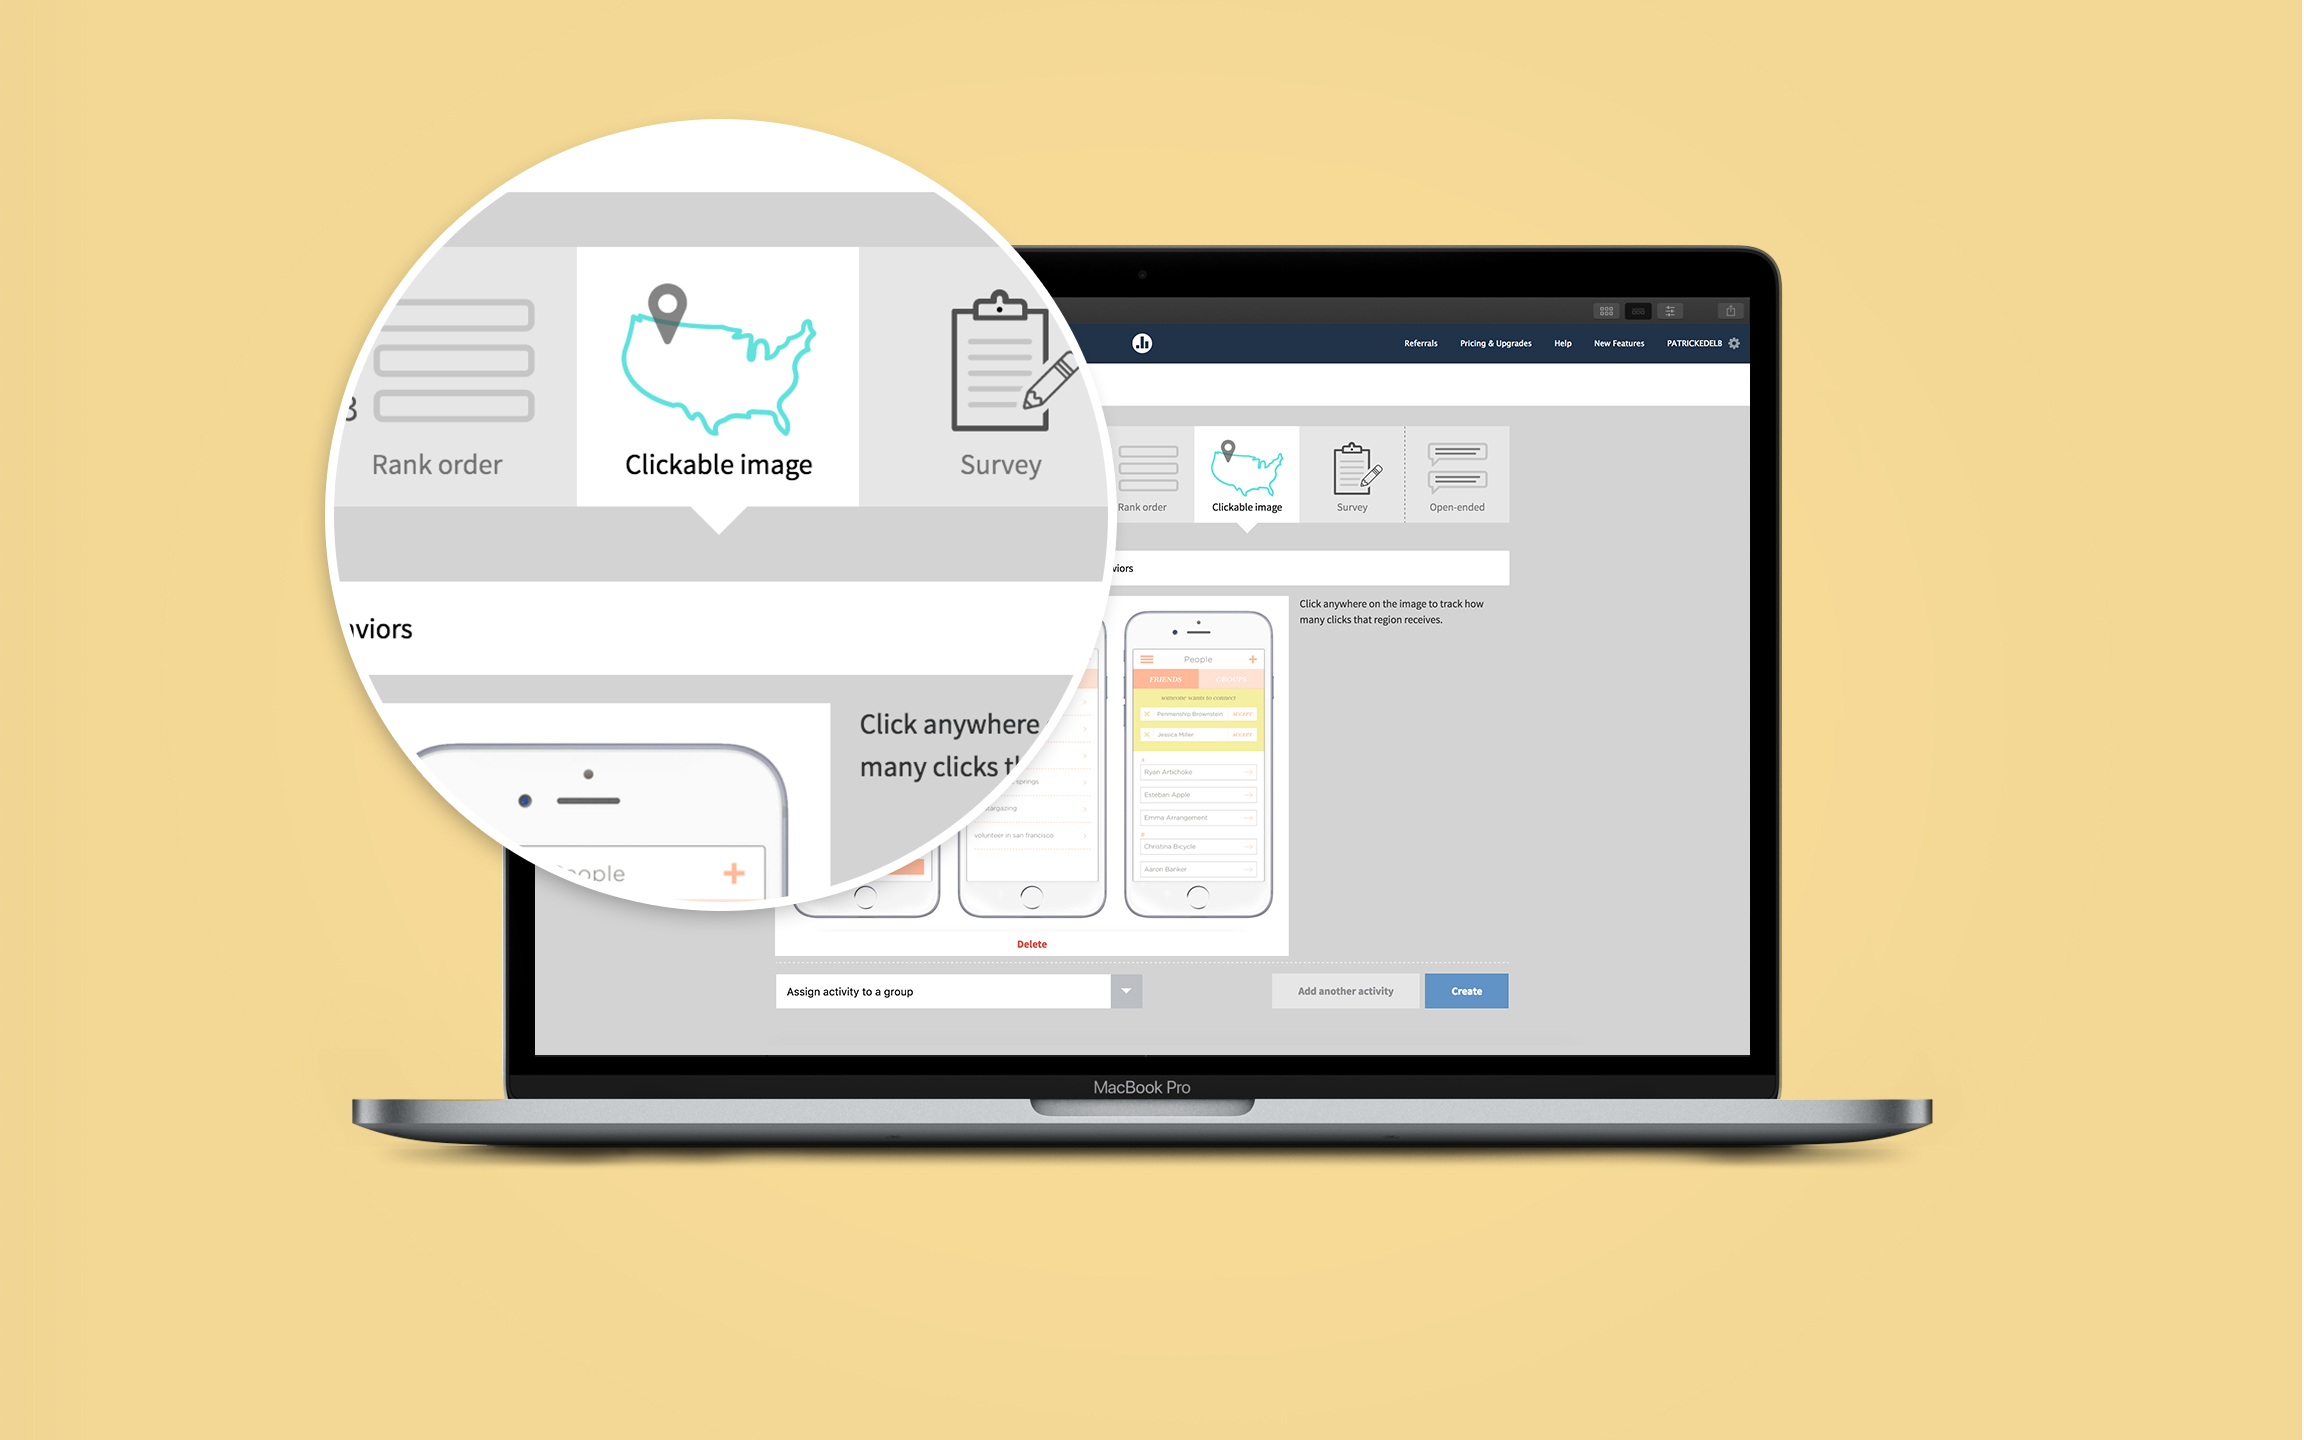 Rank order
Clickable image
Survey
Click anywhere
many clicks
People
Referrals
Pricing & Upgrades
Help
New Features
PATRICKEDELB
Rank order
Clickable image
Survey
Open-ended
Click anywhere on the image to track how
many clicks that region receives.
springs
stargazing
volunteer in san francisco
People
FRIENDS
GROUPS
someone wants to connect
Penmanship Brownstein
ACCEPT
Jessica Miller
ACCEPT
A
Ryan Artichoke
Esteban Apple
Emma Arrangement
B
Christina Bicycle
Aaron Banker
Delete
Assign activity to a group
Add another activity
Create
MacBook Pro